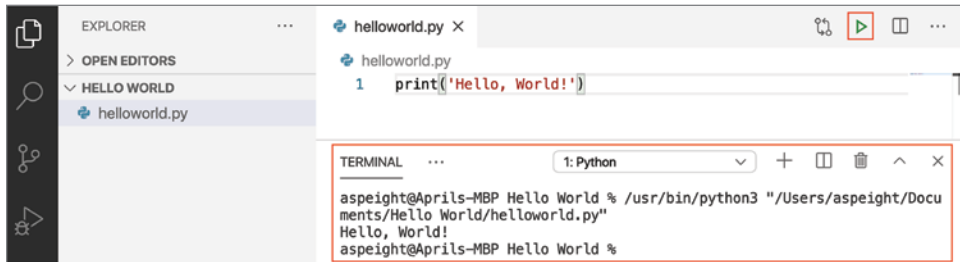 EXPLORER ...
OPEN EDITORS
HELLO WORLD
helloworld.py
helloworld.py
helloworld.py
1 print('Hello, World!')
TERMINAL ... 1: Python
aspeight@Aprils-MBP Hello World % /usr/bin/python3 "/Users/aspeight/Docu
ments/Hello World/helloworld.py"
Hello, World!
aspeight@Aprils-MBP Hello World %